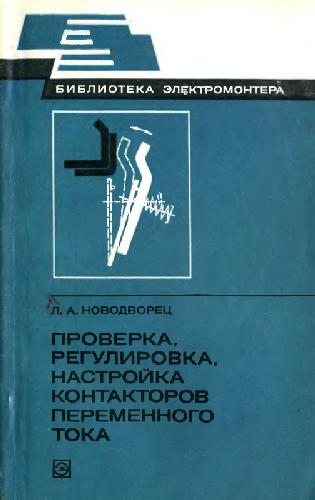 БИБЛИОТЕКА ЭЛЕКТРОМОНТЕРА
Л. А. НОВОДВОРЕЦ
ПРОВЕРКА,
РЕГУЛИРОВКА,
НАСТРОЙКА
КОНТАКТОРОВ
ПЕРЕМЕННОГО
ТОКА